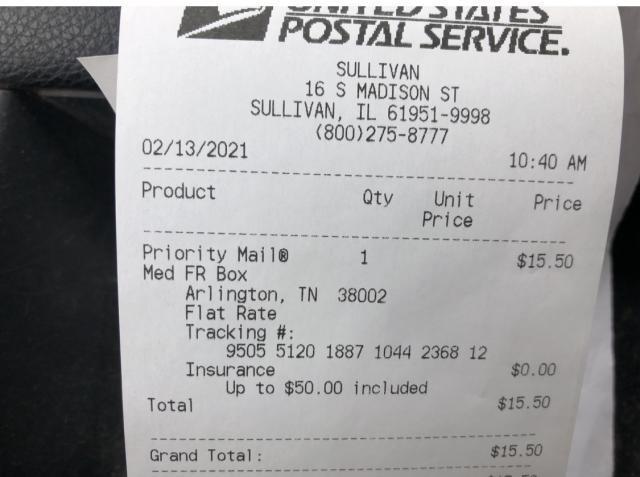 UNITED STATES
POSTAL SERVICE.
SULLIVAN
16 S MADISON ST
SULLIVAN, IL 61951-9998
(800)275-8777
02/13/2021 10:40 AM
Product Qty Unit Price
Price
Priority Mail® 1 $15.50
Med FR Box
Arlington, TN 38002
Flat Rate
Tracking #:
9505 5120 1887 1044 2368 12
Insurance $0.00
Up to $50.00 included
Total $15.50
Grand Total: $15.50